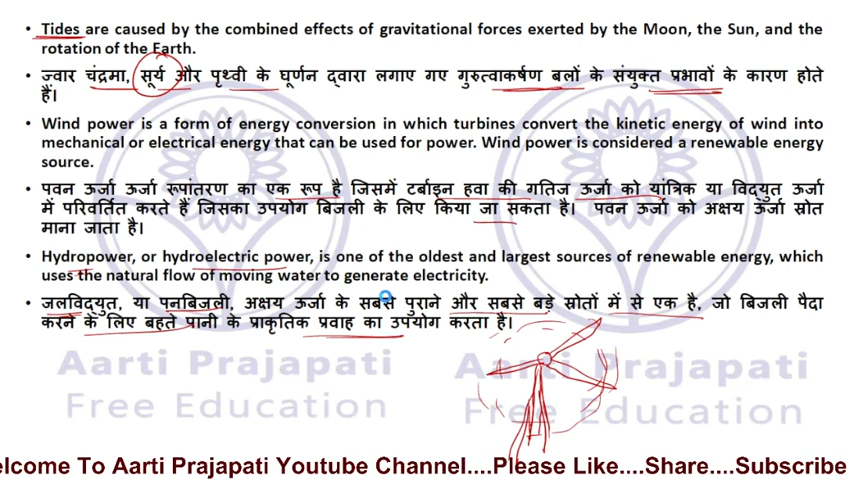 • Tides are caused by the combined effects of gravitational forces exerted by the Moon, the Sun, and the
rotation of the Earth.
• ज्वार चंद्रमा, सूर्य और पृथ्वी के घूर्णन द्वारा लगाए गए गुरुत्वाकर्षण बलों के संयुक्त प्रभावों के कारण होते
हैं।
• Wind power is a form of energy conversion in which turbines convert the kinetic energy of wind into
mechanical or electrical energy that can be used for power. Wind power is considered a renewable energy
source.
• पवन ऊर्जा ऊर्जा रूपांतरण का एक रूप है जिसमें टर्बाइन हवा की गतिज ऊर्जा को यांत्रिक या विद्युत ऊर्जा
में परिवर्तित करते हैं जिसका उपयोग बिजली के लिए किया जा सकता है। पवन ऊर्जा को अक्षय ऊर्जा स्रोत
माना जाता है।
• Hydropower, or hydroelectric power, is one of the oldest and largest sources of renewable energy, which
uses the natural flow of moving water to generate electricity.
• जलविद्युत, या पनबिजली, अक्षय ऊर्जा के सबसे पुराने और सबसे बड़े स्रोतों में से एक है, जो बिजली पैदा
करने के लिए बहते पानी के प्राकृतिक प्रवाह का उपयोग करता है।
Aarti Prajapati Aarti Prajapati
Free Education Free Education
elcome To Aarti Prajapati Youtube Channel....Please Like....Share....Subscribe